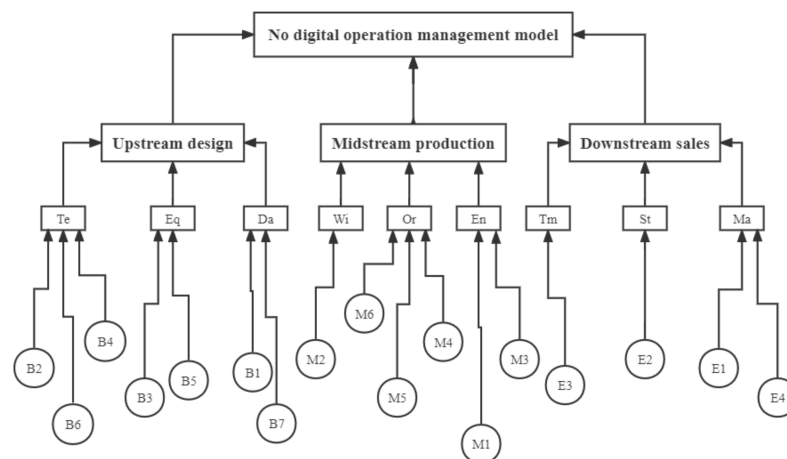 No digital operation management model
Upstream design
Midstream production
Downstream sales
Te
Eq
Da
Wi
Or
En
Tm
St
Ma
M6
B4
M4
B2
B1
M2
M3
E2
E1
B5
E3
B3
M5
E4
B6
B7
M1